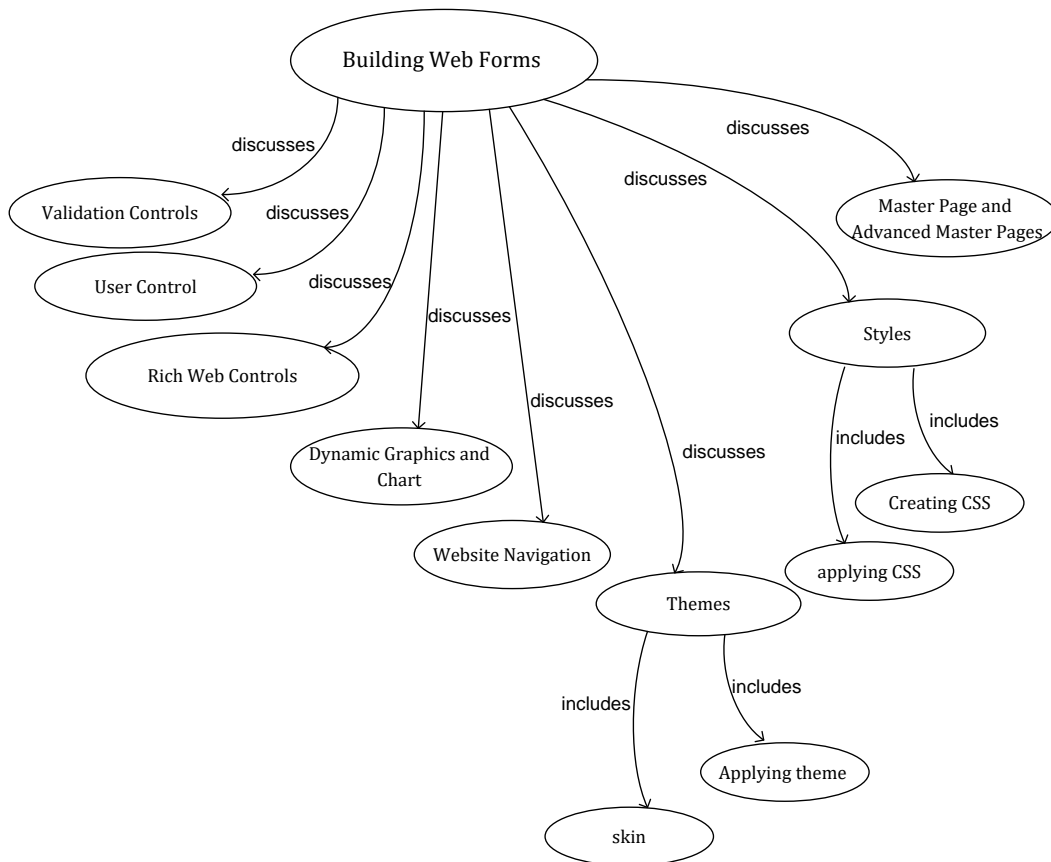 Building Web Forms
discusses
discusses
discusses
discusses
discusses
discusses
discusses
discusses
Validation Controls
User Control
Rich Web Controls
Dynamic Graphics and
Chart
Website Navigation
Themes
Styles
Master Page and
Advanced Master Pages
includes
includes
Creating CSS
applying CSS
includes
includes
Applying theme
skin